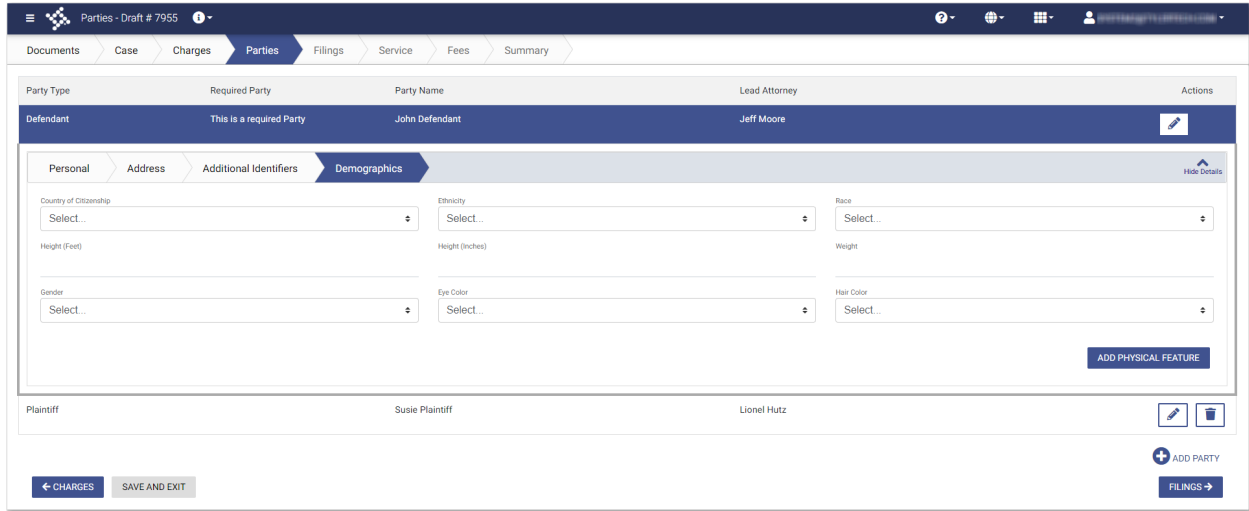 Parties - Draft # 7955
Documents Case Charges Parties Filings Service Fees Summary
Party Type Required Party Party Name Lead Attorney Actions
Defendant This is a required Party John Defendant Jeff Moore
Personal Address Additional Identifiers Demographics Hide Details
Country of Citizenship Ethnicity Race
Select... Select... Select...
Height (Feet) Height (Inches) Weight
Gender Eye Color Hair Color
Select... Select... Select...
ADD PHYSICAL FEATURE
Plaintiff Susie Plaintiff Lionel Hutz
ADD PARTY
CHARGES SAVE AND EXIT FILINGS